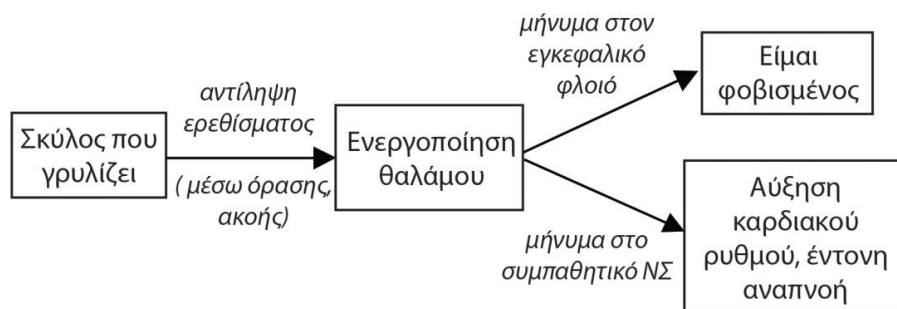 Σκύλος που
γρυλίζει
αντίληψη
ερεθίσματος
( μέσω όρασης,
ακοής)
Ενεργοποίηση
θαλάμου
μήνυμα στον
εγκεφαλικό
φλοιό
Είμαι
φοβισμένος
μήνυμα στο
συμπαθητικό ΝΣ
Αύξηση
καρδιακού
ρυθμού, έντονη
αναπνοή